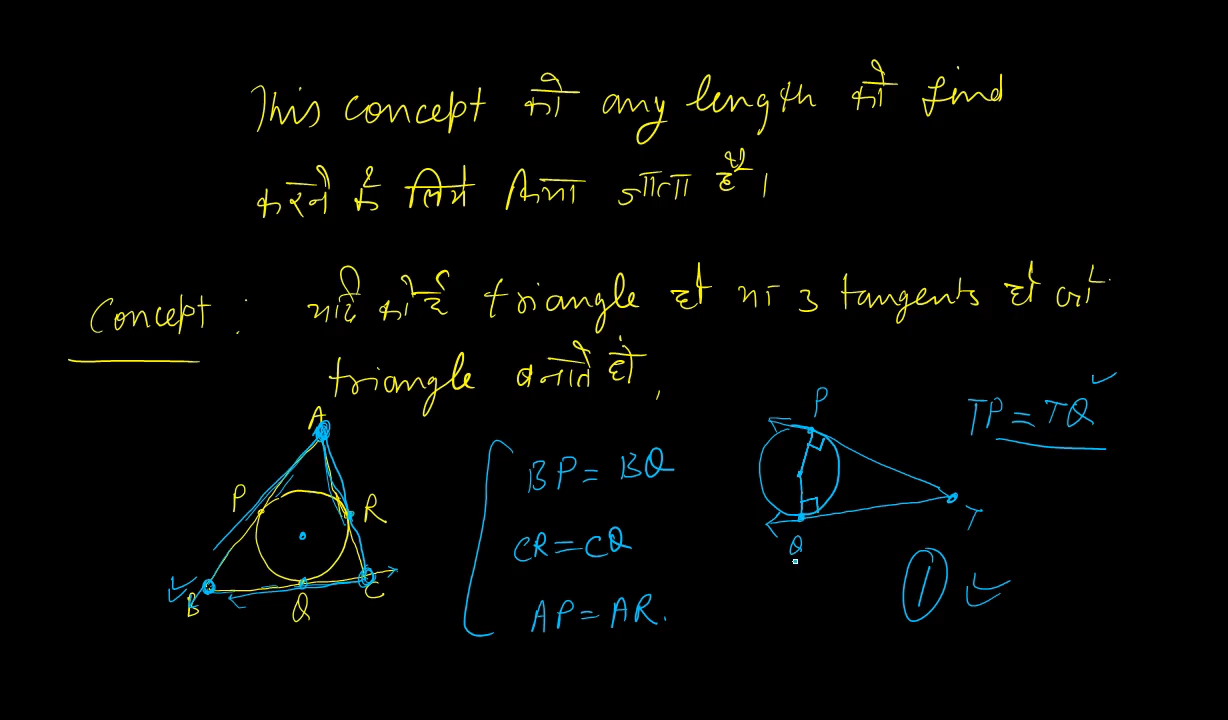 This concept को any length को find
करने के लिये किया जाता है।
Concept : यदि कोई triangle हो या 3 tangents हो जो
triangle बनाते हों,
A
P
R
B
Q
C
BP = BQ
CR = CQ
AP = AR.
P
Q
T
TP = TQ
1